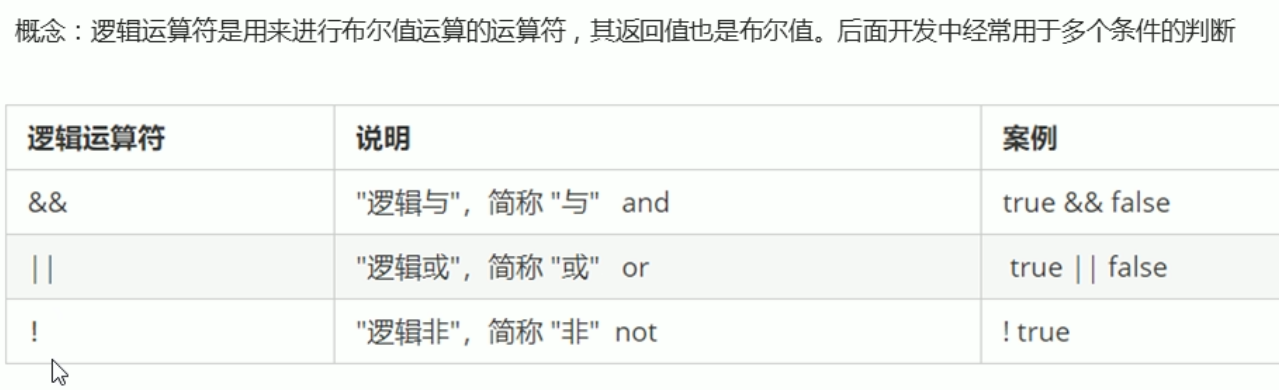 概念：逻辑运算符是用来进行布尔值运算的运算符，其返回值也是布尔值。后面开发中经常用于多个条件的判断
逻辑运算符 说明 案例
&& "逻辑与"，简称 "与" and true && false
|| "逻辑或"，简称 "或" or true || false
! "逻辑非"，简称 "非" not ! true